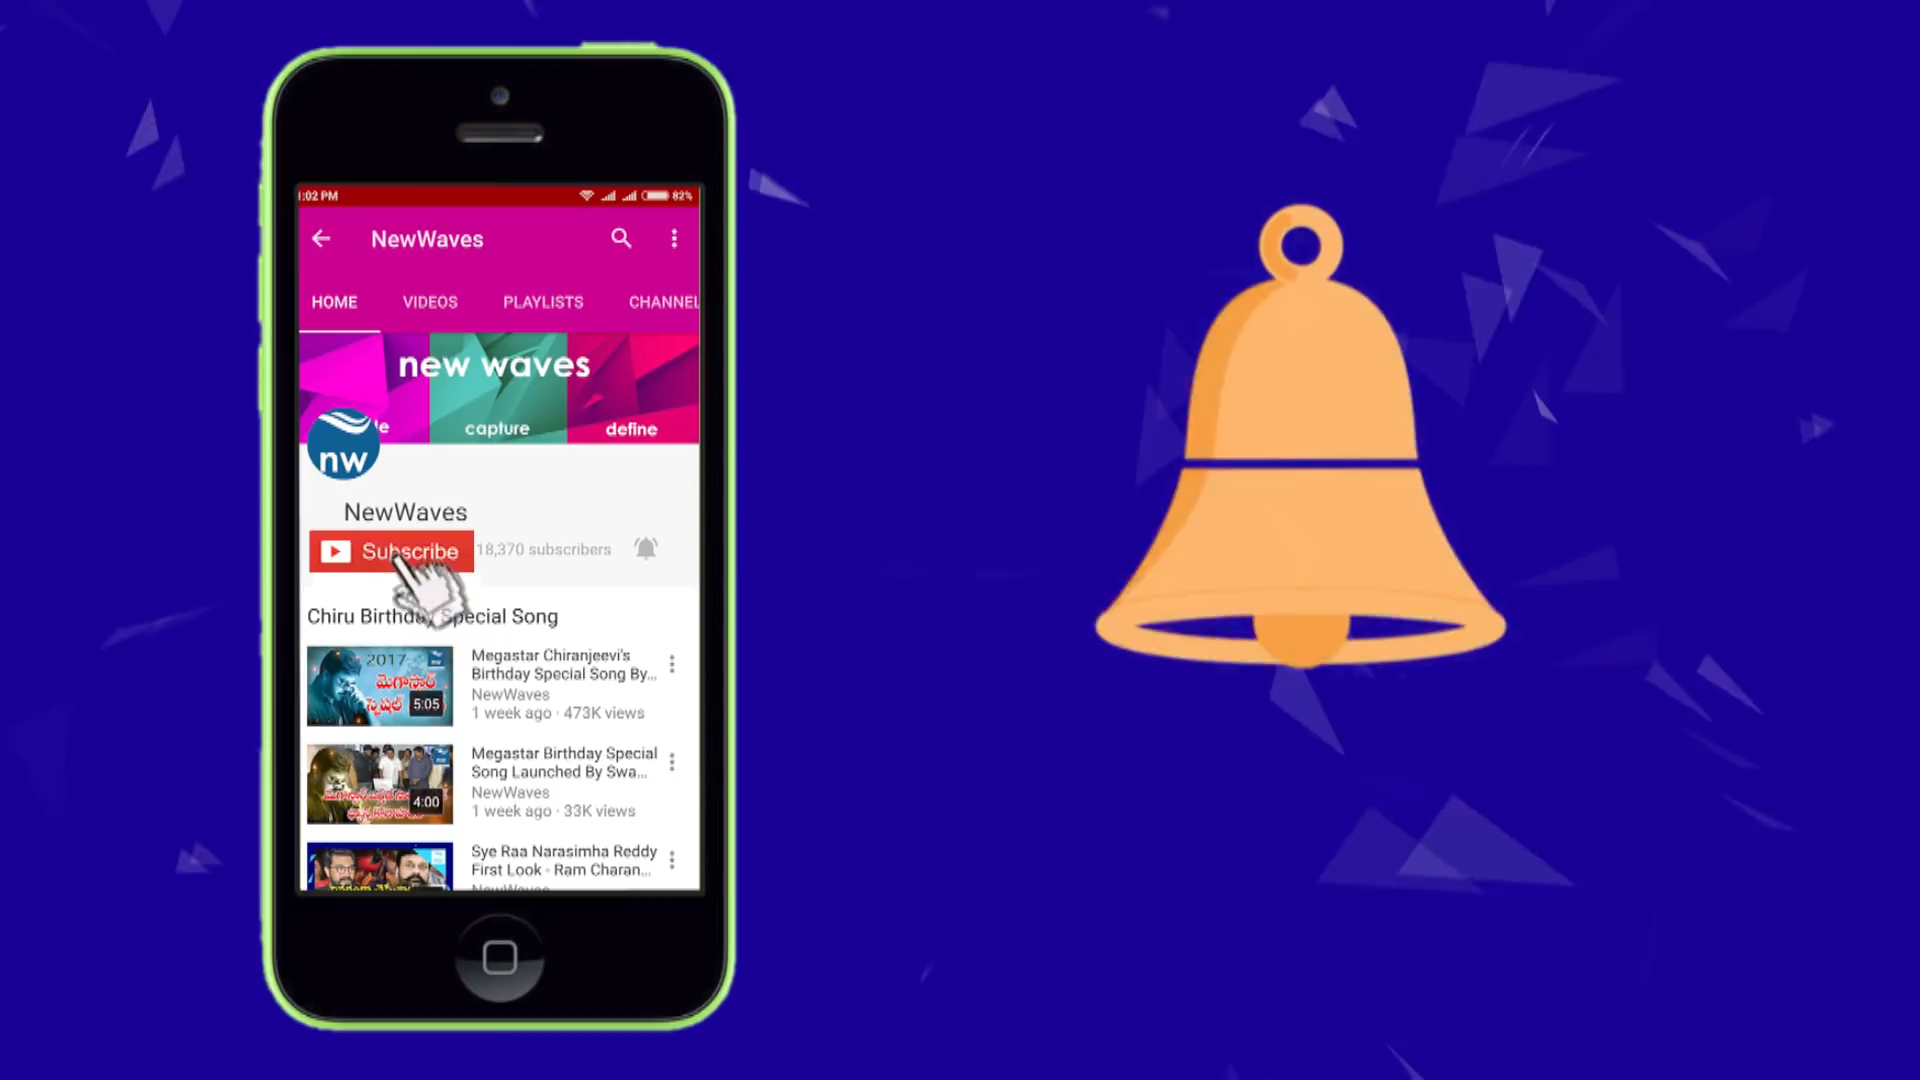 1:02 PM
82%
NewWaves
HOME VIDEOS PLAYLISTS CHANNEL
new waves
capture
define
nw
NewWaves
Subscribe 18,370 subscribers
Chiru Birthday Special Song
2017
మెగాస్టార్
స్పెషల్
5:05
Megastar Chiranjeevi's
Birthday Special Song By...
NewWaves
1 week ago · 473K views
4:00
Megastar Birthday Special
Song Launched By Swa...
NewWaves
1 week ago · 33K views
Sye Raa Narasimha Reddy
First Look - Ram Charan...
NewWaves